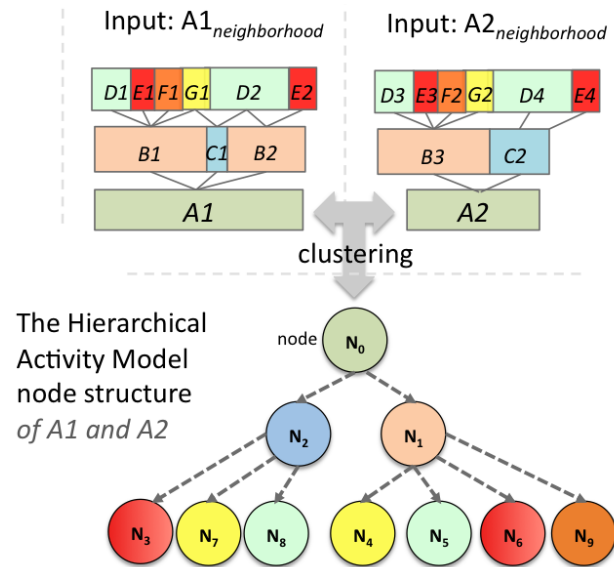 Input: A1neighborhood
Input: A2neighborhood
D1 E1 F1 G1 D2 E2
D3 E3 F2 G2 D4 E4
B1 C1 B2
B3 C2
A1
A2
clustering
The Hierarchical
Activity Model
node structure
of A1 and A2
node
N0
N2
N1
N3
N7
N8
N4
N5
N6
N9